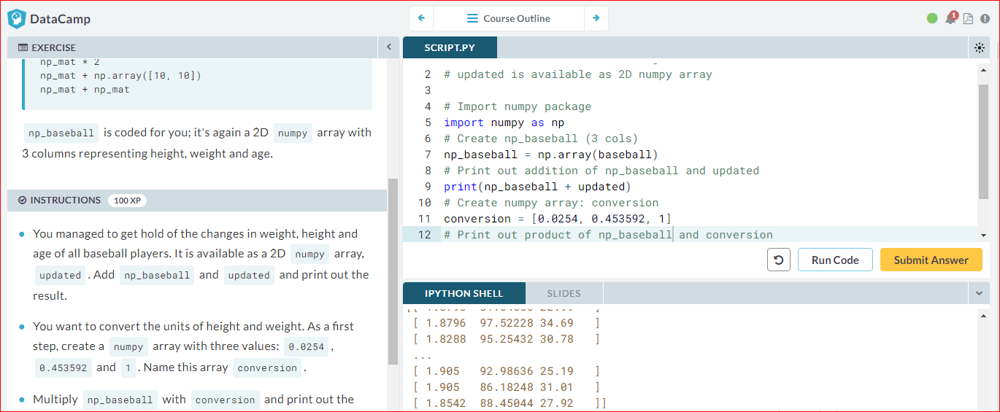 DataCamp
Course Outline
1
EXERCISE
np_mat * 2
np_mat + np.array([10, 10])
np_mat + np_mat
np_baseball is coded for you; it's again a 2D numpy array with
3 columns representing height, weight and age.
INSTRUCTIONS 100 XP
You managed to get hold of the changes in weight, height and
age of all baseball players. It is available as a 2D numpy array,
updated . Add np_baseball and updated and print out the
result.
You want to convert the units of height and weight. As a first
step, create a numpy array with three values: 0.0254 ,
0.453592 and 1 . Name this array conversion .
Multiply np_baseball with conversion and print out the
SCRIPT.PY
2 # updated is available as 2D numpy array
3
4 # Import numpy package
5 import numpy as np
6 # Create np_baseball (3 cols)
7 np_baseball = np.array(baseball)
8 # Print out addition of np_baseball and updated
9 print(np_baseball + updated)
10 # Create numpy array: conversion
11 conversion = [0.0254, 0.453592, 1]
12 # Print out product of np_baseball and conversion
Run Code
Submit Answer
IPYTHON SHELL
SLIDES
[ 1.8796 97.52228 34.69 ]
[ 1.8288 95.25432 30.78 ]
...
[ 1.905 92.98636 25.19 ]
[ 1.905 86.18248 31.01 ]
[ 1.8542 88.45044 27.92 ]]